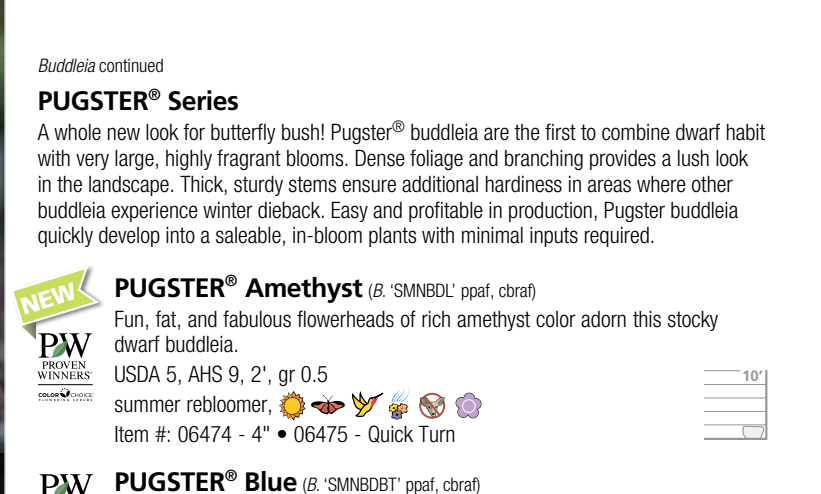 Buddleia continued
PUGSTER® Series
A whole new look for butterfly bush! Pugster® buddleia are the first to combine dwarf habit
with very large, highly fragrant blooms. Dense foliage and branching provides a lush look
in the landscape. Thick, sturdy stems ensure additional hardiness in areas where other
buddleia experience winter dieback. Easy and profitable in production, Pugster buddleia
quickly develop into a saleable, in-bloom plants with minimal inputs required.
NEW
PUGSTER® Amethyst (B. ‘SMNBDL’ ppaf, cbraf)
Fun, fat, and fabulous flowerheads of rich amethyst color adorn this stocky
dwarf buddleia.
PW
PROVEN
WINNERS®
COLOR CHOICE®
FLOWERING SHRUBS
USDA 5, AHS 9, 2', gr 0.5
summer rebloomer,
Item #: 06474 - 4" • 06475 - Quick Turn
10’
PW
PUGSTER® Blue (B. ‘SMNBDBT’ ppaf, cbraf)